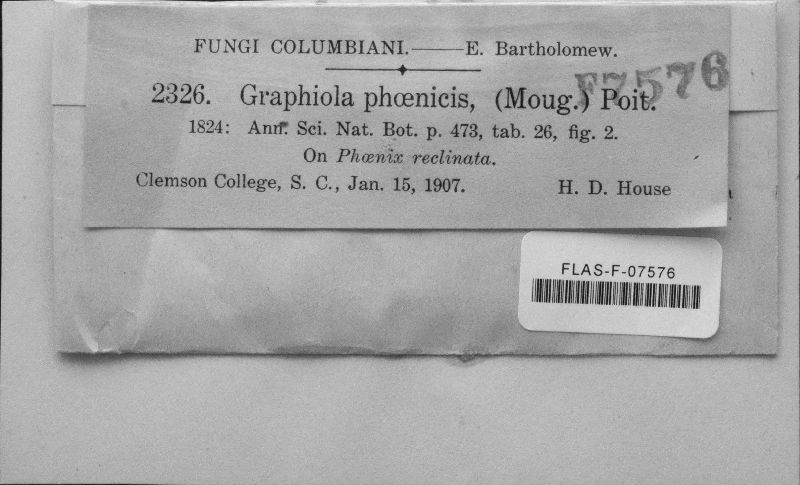 FUNGI COLUMBIANI.——E. Bartholomew.
F7576
2326. Graphiola phœnicis, (Moug.) Poit.
1824: Ann. Sci. Nat. Bot. p. 473, tab. 26, fig. 2.
On Phœnix reclinata.
Clemson College, S. C., Jan. 15, 1907. H. D. House
FLAS-F-07576